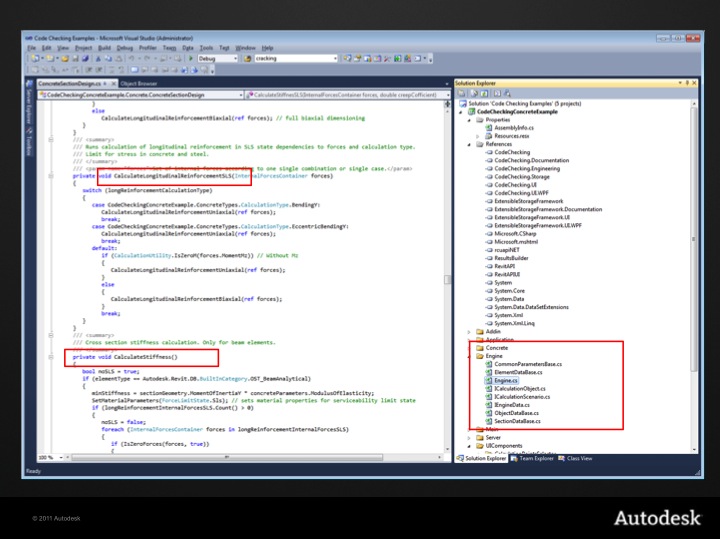 Code Checking Examples - Microsoft Visual Studio (Administrator)
File Edit View Project Build Debug Profiler Team Data Tools Test Window Help
Debug cracking
ConcreteSectionDesign.cs Object Browser
CodeCheckingConcreteExample.Concrete.ConcreteSectionDesign
CalculateStiffnesSLS(InternalForcesContainer forces, double creepCofficient)
}
else
CalculateLongitudinalReinforcementBiaxial(ref forces); // full biaxial dimensioning
}
}
/// <summary>
/// Runs calculation of longitudinal reinforcement in SLS state dependencies to forces and calculation type.
/// Limit for stress in concrete and steel.
/// </summary>
of internal forces according to one single combination or single case.</param>
private void CalculateLongitudinalReinforcementSLS(InternalForcesContainer forces)
{
switch (longReinforcementCalculationType)
{
case CodeCheckingConcreteExample.ConcreteTypes.CalculationType.BendingY:
CalculateLongitudinalReinforcementUniaxial(ref forces);
break;
case CodeCheckingConcreteExample.ConcreteTypes.CalculationType.EccentricBendingY:
CalculateLongitudinalReinforcementUniaxial(ref forces);
break;
default:
if (CalculationUtility.IsZeroM(forces.MomentMz)) // Without Mz
{
CalculateLongitudinalReinforcementUniaxial(ref forces);
}
else
{
CalculateLongitudinalReinforcementBiaxial(ref forces);
}
break;
}
}
/// <summary>
/// Cross section stiffness calculation. Only for beam elements.
private void CalculateStiffness()
{
bool noSLS = true;
if (elementType == Autodesk.Revit.DB.BuiltInCategory.OST_BeamAnalytical)
{
minStiffness = sectionGeometry.MomentOfInertiaY * concreteParameters.ModulusOfElasticity;
SetMaterialParameters(ForceLimitState.Sls); // sets material properties for serviceability limit state
if (longReinforcementInternalForcesSLS.Count() > 0)
{
noSLS = false;
foreach (InternalForcesContainer forces in longReinforcementInternalForcesSLS)
{
if (IsZeroForces(forces, true))
{
100 %
Ready
Server Explorer
Toolbox
Solution Explorer
Solution 'Code Checking Examples' (5 projects)
CodeCheckingConcreteExample
Properties
AssemblyInfo.cs
Resources.resx
References
CodeChecking
CodeChecking.Documentation
CodeChecking.Engineering
CodeChecking.Storage
CodeChecking.UI
CodeChecking.UI.WPF
ExtensibleStorageFramework
ExtensibleStorageFramework.Documentation
ExtensibleStorageFramework.UI
ExtensibleStorageFramework.UI.WPF
Microsoft.CSharp
Microsoft.mshtml
rcuapiNET
ResultsBuilder
RevitAPI
RevitAPIUI
System
System.Core
System.Data
System.Data.DataSetExtensions
System.Xml
System.Xml.Linq
Addin
Application
Concrete
Engine
CommonParametersBase.cs
ElementDataBase.cs
Engine.cs
ICalculationObject.cs
ICalculationScenario.cs
IEngineData.cs
ObjectDataBase.cs
SectionDataBase.cs
Main
Server
UIComponents
Solution Explorer Team Explorer Class View
© 2011 Autodesk
Autodesk